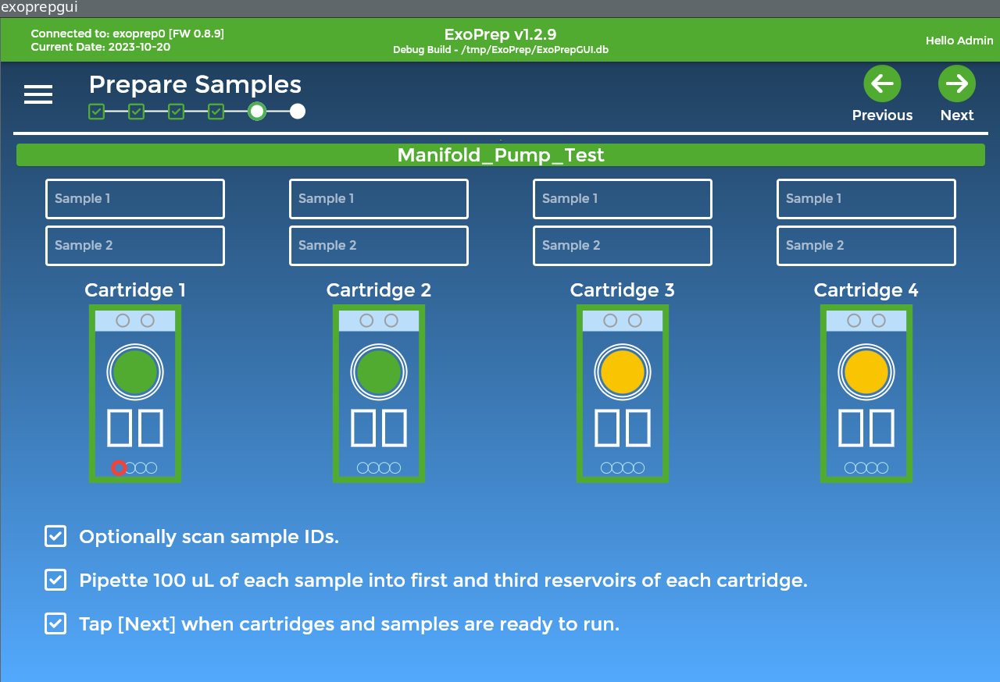 exoprepgui
Connected to: exoprep0 [FW 0.8.9]
Current Date: 2023-10-20
ExoPrep v1.2.9
Debug Build - /tmp/ExoPrep/ExoPrepGUI.db
Hello Admin
Prepare Samples
Previous
Next
Manifold_Pump_Test
Sample 1
Sample 1
Sample 1
Sample 1
Sample 2
Sample 2
Sample 2
Sample 2
Cartridge 1
Cartridge 2
Cartridge 3
Cartridge 4
Optionally scan sample IDs.
Pipette 100 uL of each sample into first and third reservoirs of each cartridge.
Tap [Next] when cartridges and samples are ready to run.